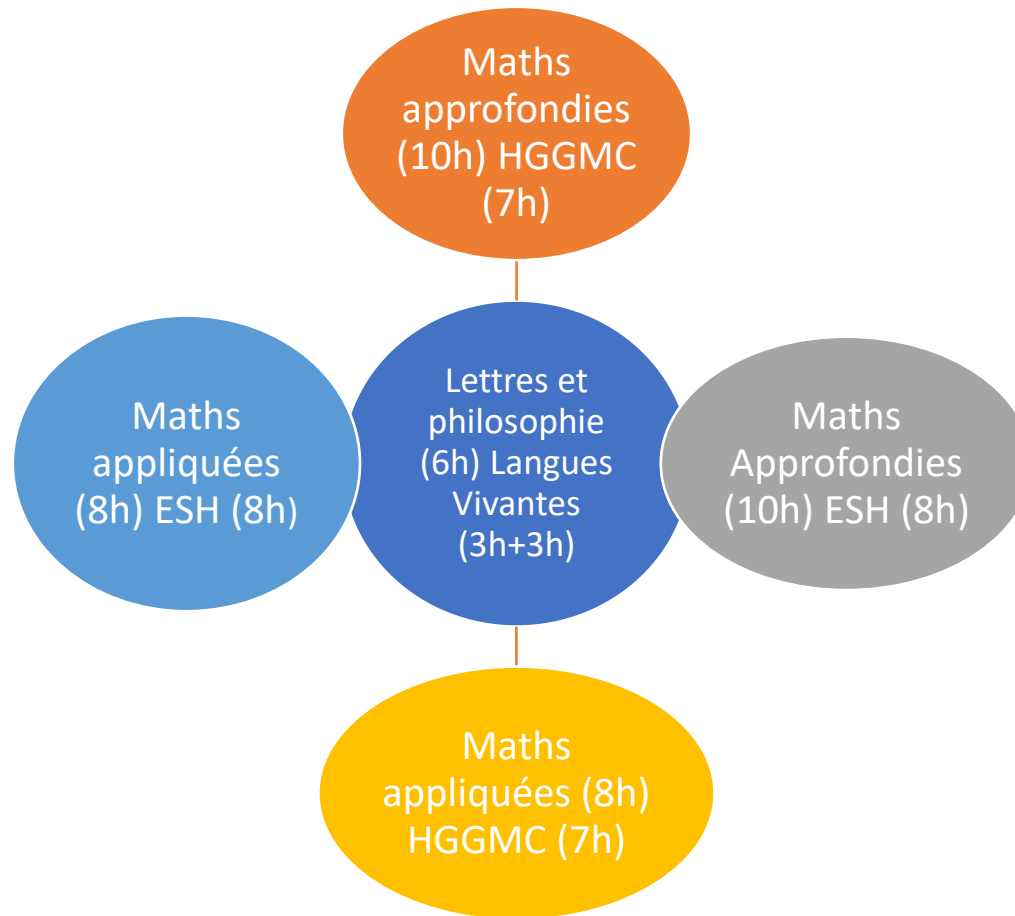 Maths
approfondies
(10h) HGGMC
(7h)
Maths
appliquées
(8h) ESH (8h)
Lettres et
philosophie
(6h) Langues
Vivantes
(3h+3h)
Maths
Approfondies
(10h) ESH (8h)
Maths
appliquées (8h)
HGGMC (7h)